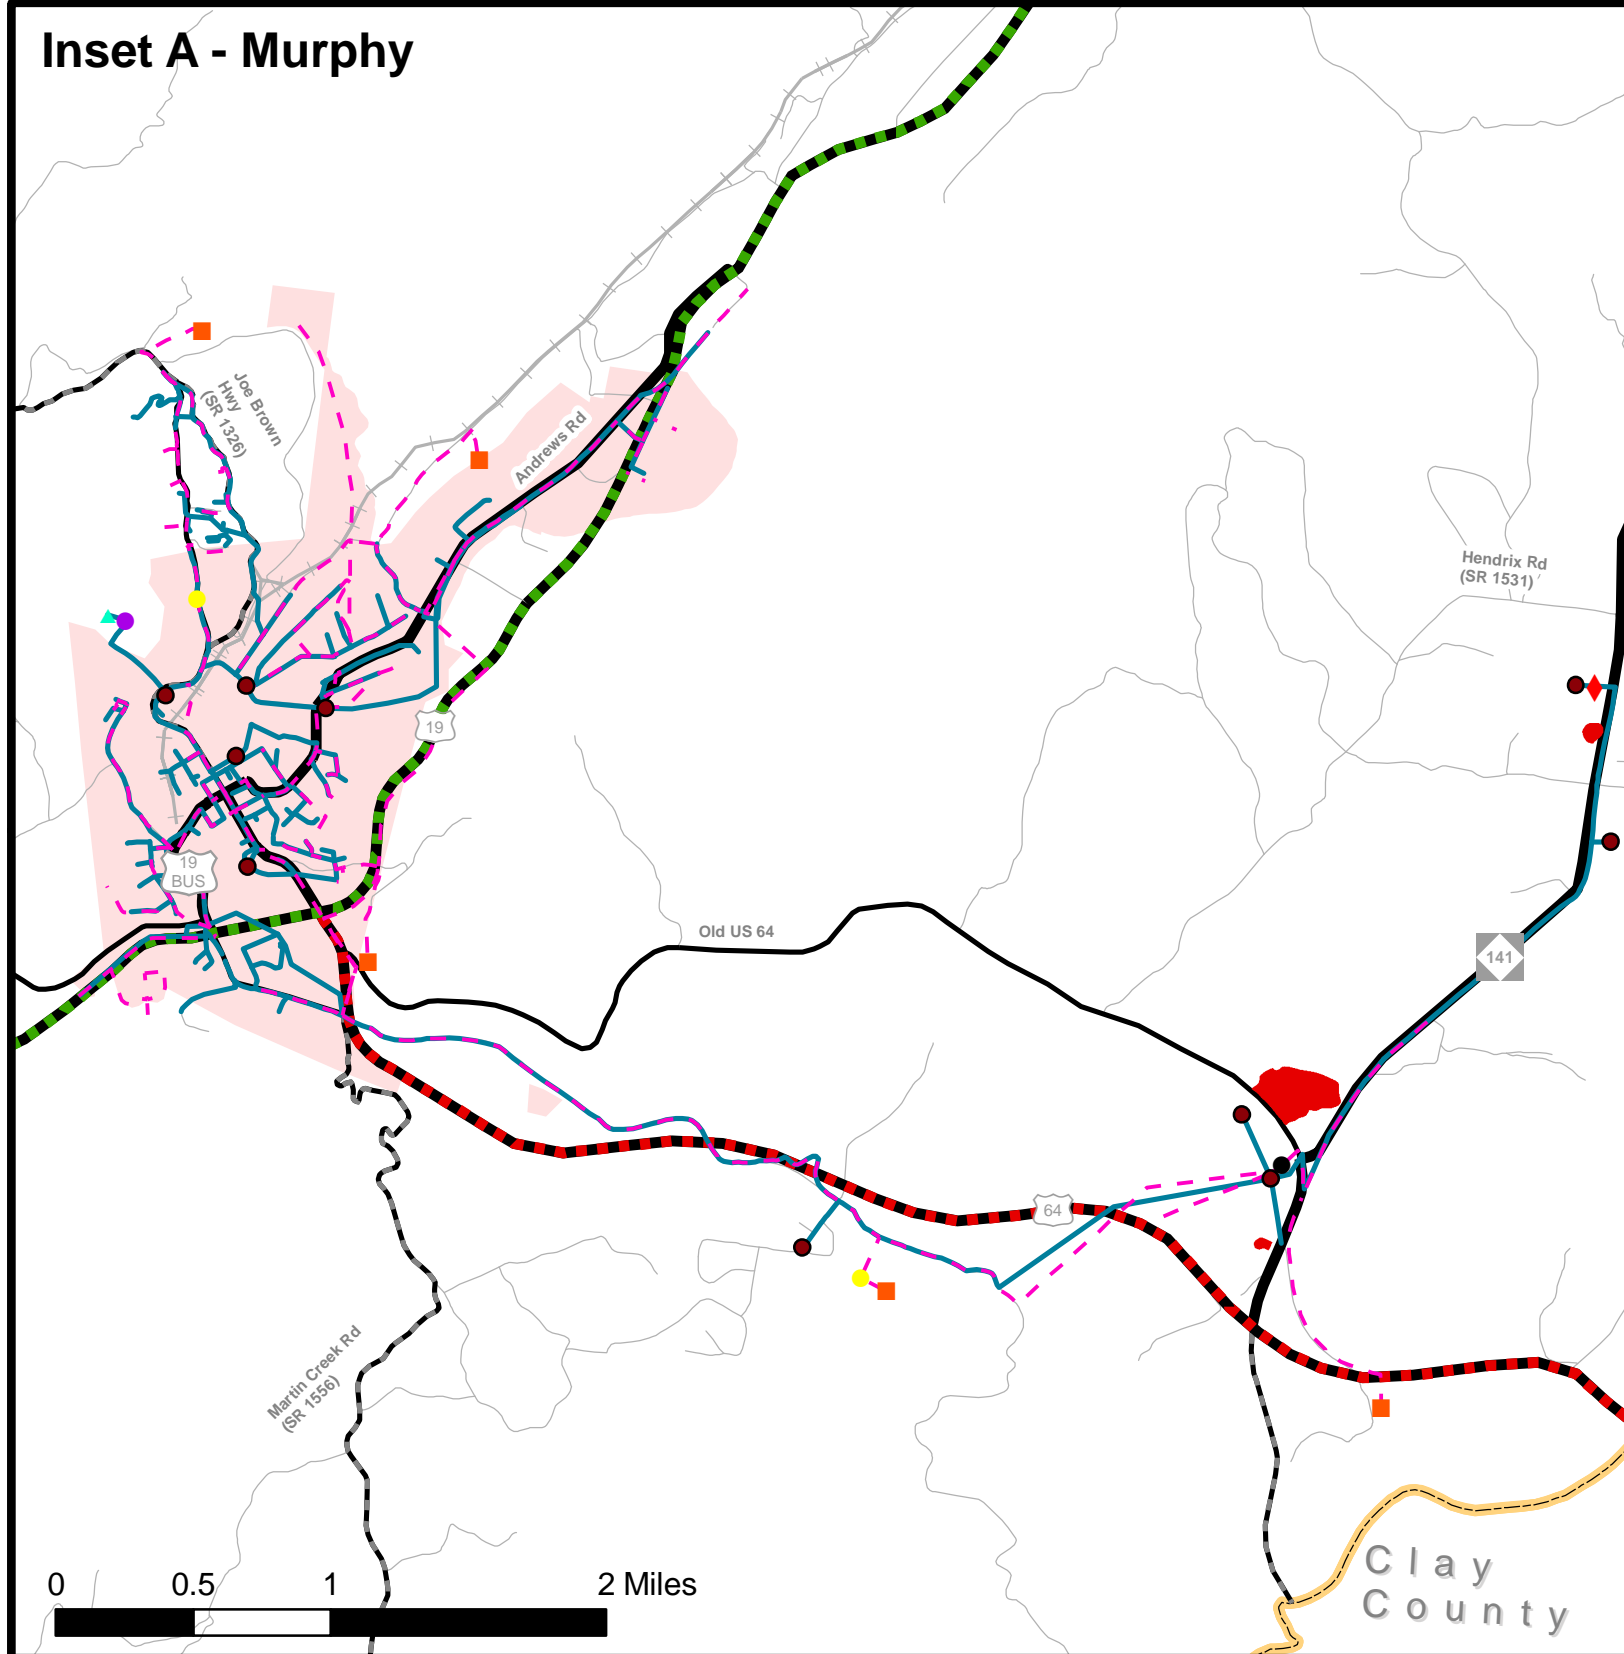 Inset A - Murphy
Joe Brown
Hwy
(SR 1326)
Andrews Rd
Hendrix Rd
(SR 1531)
19
19
BUS
Old US 64
141
64
Martin Creek Rd
(SR 1556)
Clay
County
0 0.5 1 2 Miles